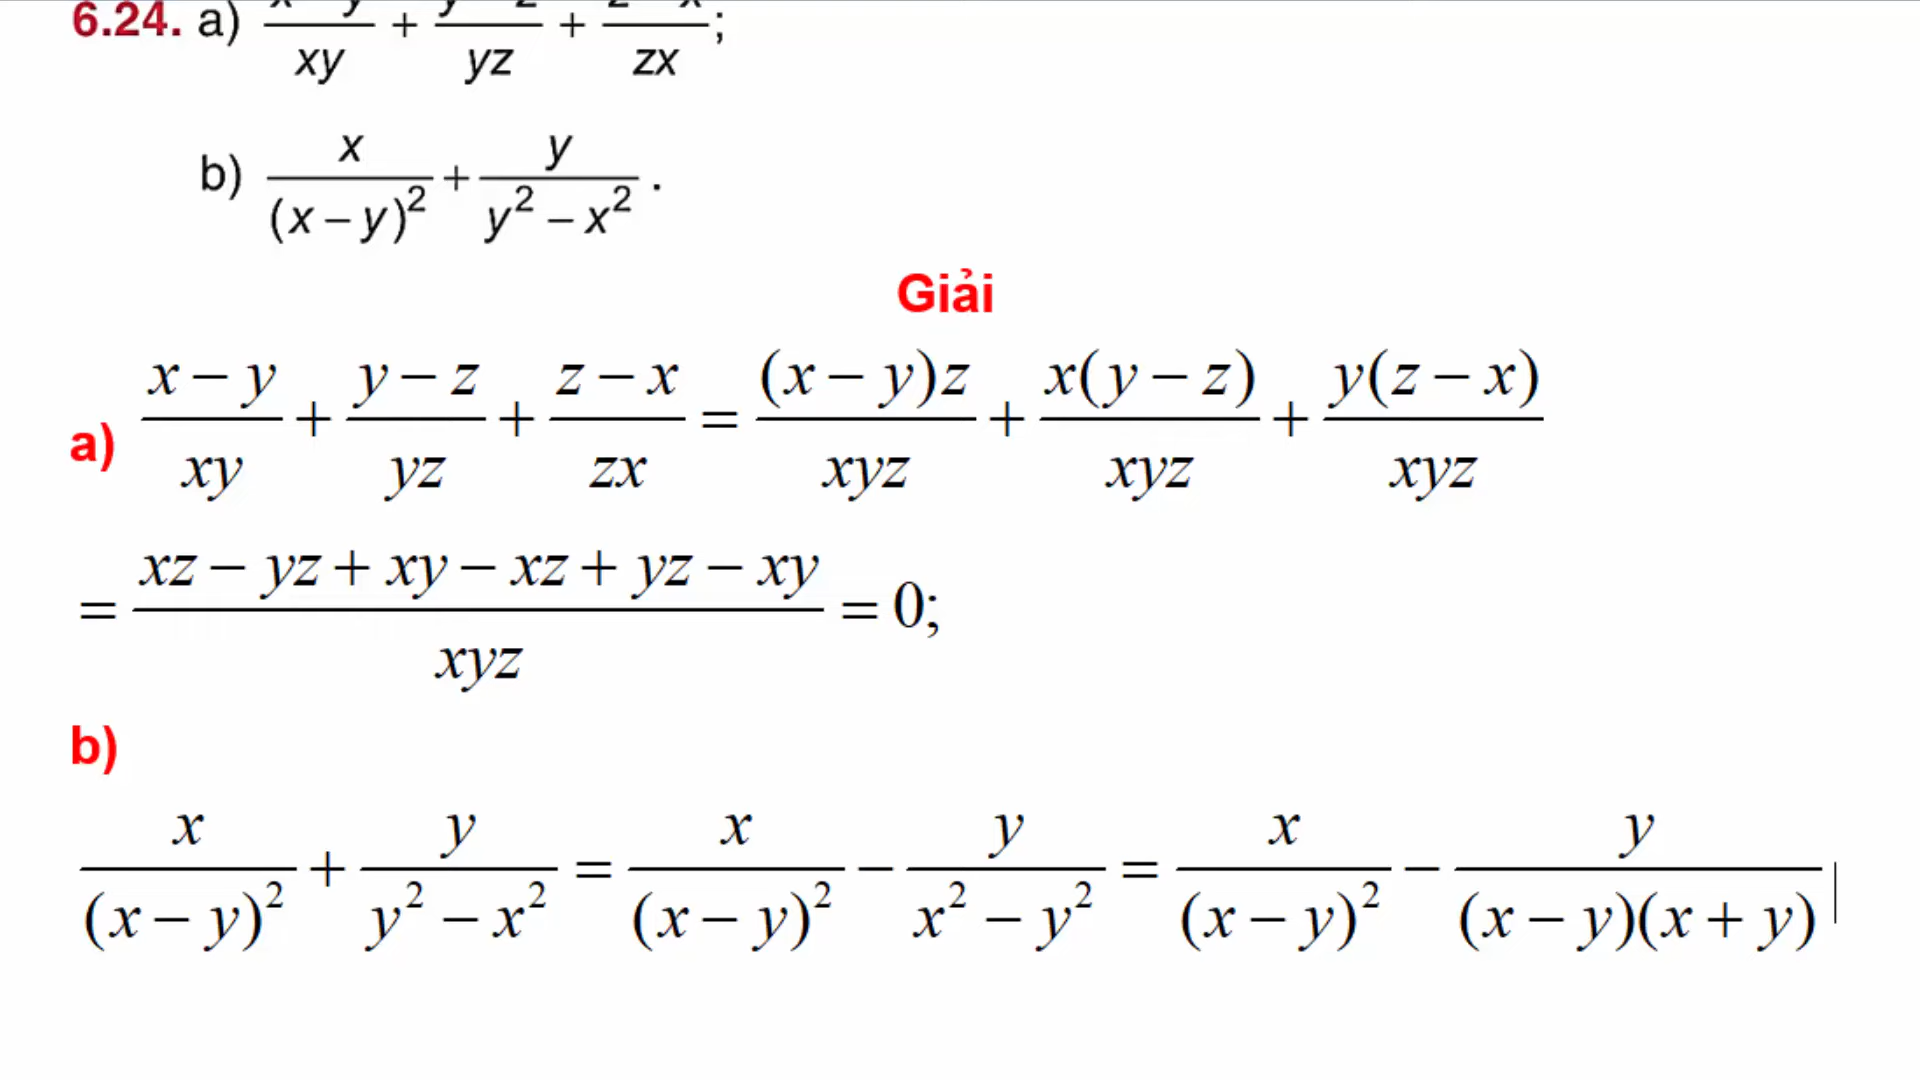 6.24. a) x−y/xy + y−z/yz + z−x/zx;
b) x/(x−y)² + y/(y²−x²).
Giải
a) x−y/xy + y−z/yz + z−x/zx = (x−y)z/xyz + x(y−z)/xyz + y(z−x)/xyz
= xz−yz+xy−xz+yz−xy/xyz = 0;
b)
x/(x−y)² + y/(y²−x²) = x/(x−y)² − y/(x²−y²) = x/(x−y)² − y/(x−y)(x+y)